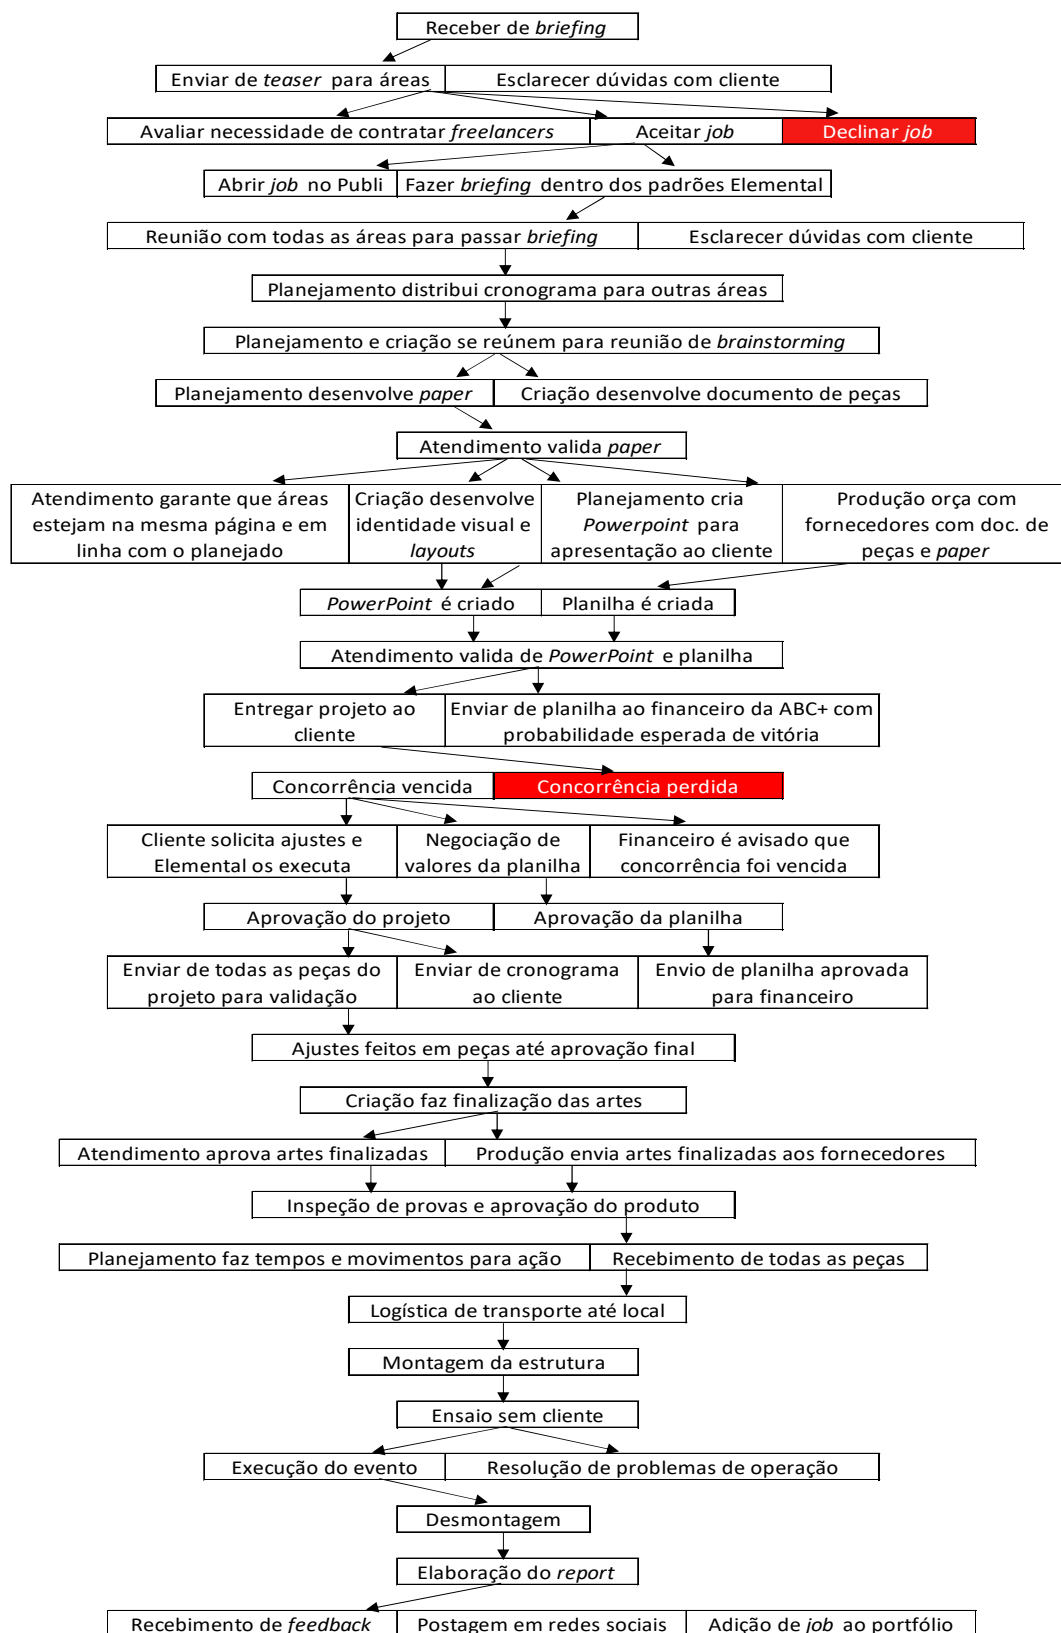 Receber de briefing
Enviar de teaser para áreas
Esclarecer dúvidas com cliente
Avaliar necessidade de contratar freelancers
Aceitar job
Declinar job
Abrir job no Publi
Fazer briefing dentro dos padrões Elemental
Reunião com todas as áreas para passar briefing
Esclarecer dúvidas com cliente
Planejamento distribui cronograma para outras áreas
Planejamento e criação se reúnem para reunião de brainstorming
Planejamento desenvolve paper
Criação desenvolve documento de peças
Atendimento valida paper
Atendimento garante que áreas
estejam na mesma página e em
linha com o planejado
Criação desenvolve
identidade visual e
layouts
Planejamento cria
Powerpoint para
apresentação ao cliente
Produção orça com
fornecedores com doc. de
peças e paper
PowerPoint é criado
Planilha é criada
Atendimento valida de PowerPoint e planilha
Entregar projeto ao
cliente
Enviar de planilha ao financeiro da ABC+ com
probabilidade esperada de vitória
Concorrência vencida
Concorrência perdida
Cliente solicita ajustes e
Elemental os executa
Negociação de
valores da planilha
Financeiro é avisado que
concorrência foi vencida
Aprovação do projeto
Aprovação da planilha
Enviar de todas as peças do
projeto para validação
Enviar de cronograma
ao cliente
Envio de planilha aprovada
para financeiro
Ajustes feitos em peças até aprovação final
Criação faz finalização das artes
Atendimento aprova artes finalizadas
Produção envia artes finalizadas aos fornecedores
Inspeção de provas e aprovação do produto
Planejamento faz tempos e movimentos para ação
Recebimento de todas as peças
Logística de transporte até local
Montagem da estrutura
Ensaio sem cliente
Execução do evento
Resolução de problemas de operação
Desmontagem
Elaboração do report
Recebimento de feedback
Postagem em redes sociais
Adição de job ao portfólio